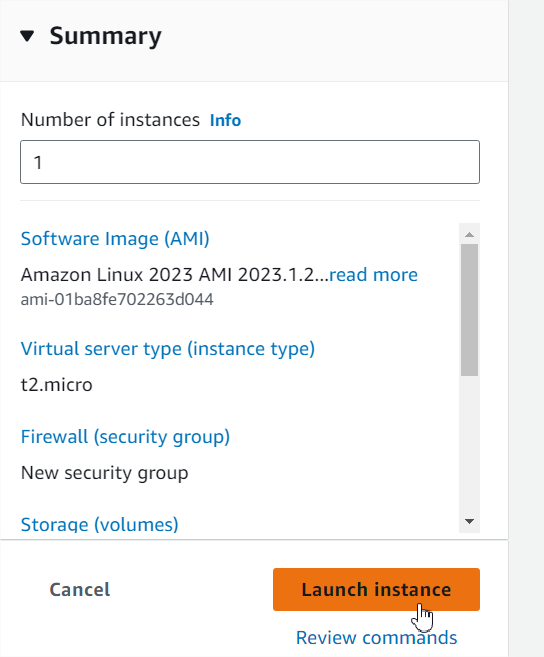 Summary
Number of instances Info
1
Software Image (AMI)
Amazon Linux 2023 AMI 2023.1.2...read more
ami-01ba8fe702263d044
Virtual server type (instance type)
t2.micro
Firewall (security group)
New security group
Storage (volumes)
Cancel
Launch instance
Review commands